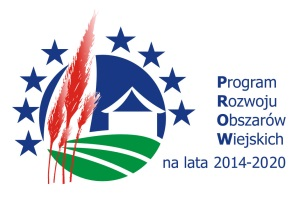 Program
Rozwoju
Obszarów
Wiejskich
na lata 2014-2020